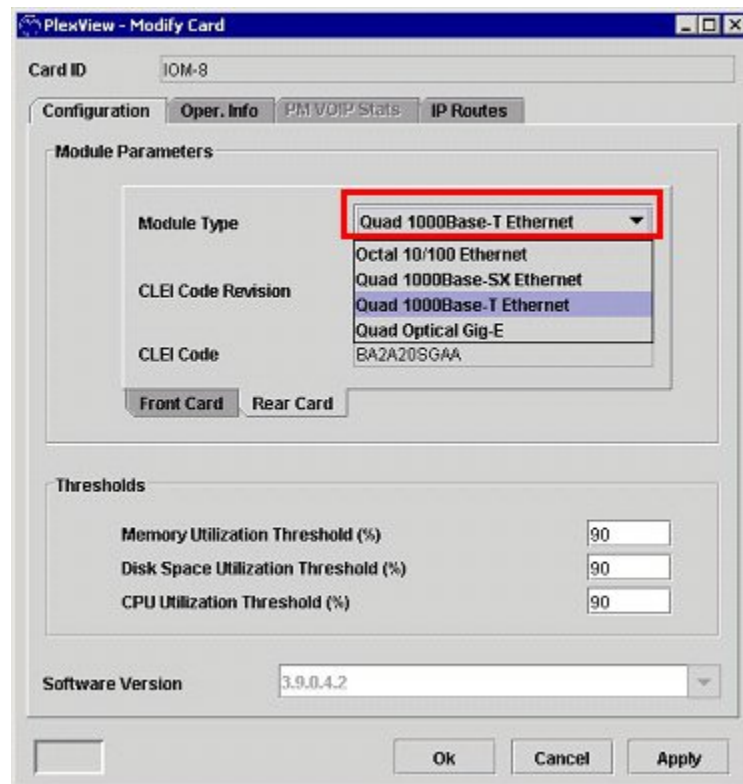 PlexView - Modify Card
Card ID IOM-8
Configuration Oper. Info PM VOIP Stats IP Routes
Module Parameters
Module Type Quad 1000Base-T Ethernet
Octal 10/100 Ethernet
Quad 1000Base-SX Ethernet
CLEI Code Revision
Quad 1000Base-T Ethernet
Quad Optical Gig-E
CLEI Code BA2A20SGAA
Front Card Rear Card
Thresholds
Memory Utilization Threshold (%) 90
Disk Space Utilization Threshold (%) 90
CPU Utilization Threshold (%) 90
Software Version 3.9.0.4.2
Ok Cancel Apply